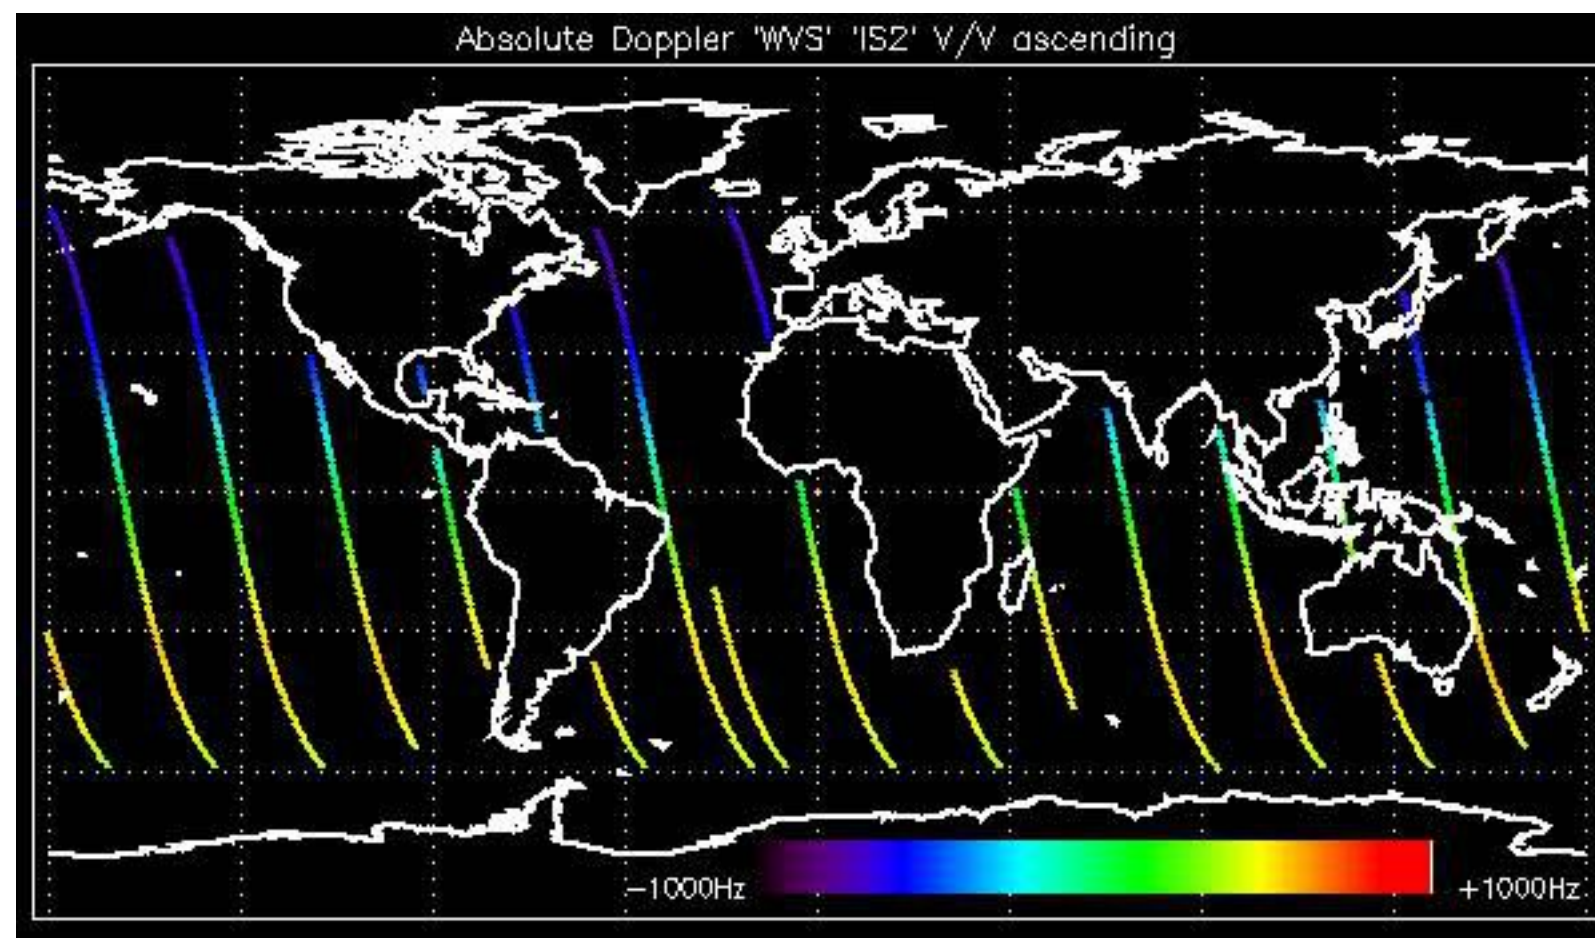 Absolute Doppler 'WVS' 'IS2' V/V ascending
−1000Hz +1000Hz